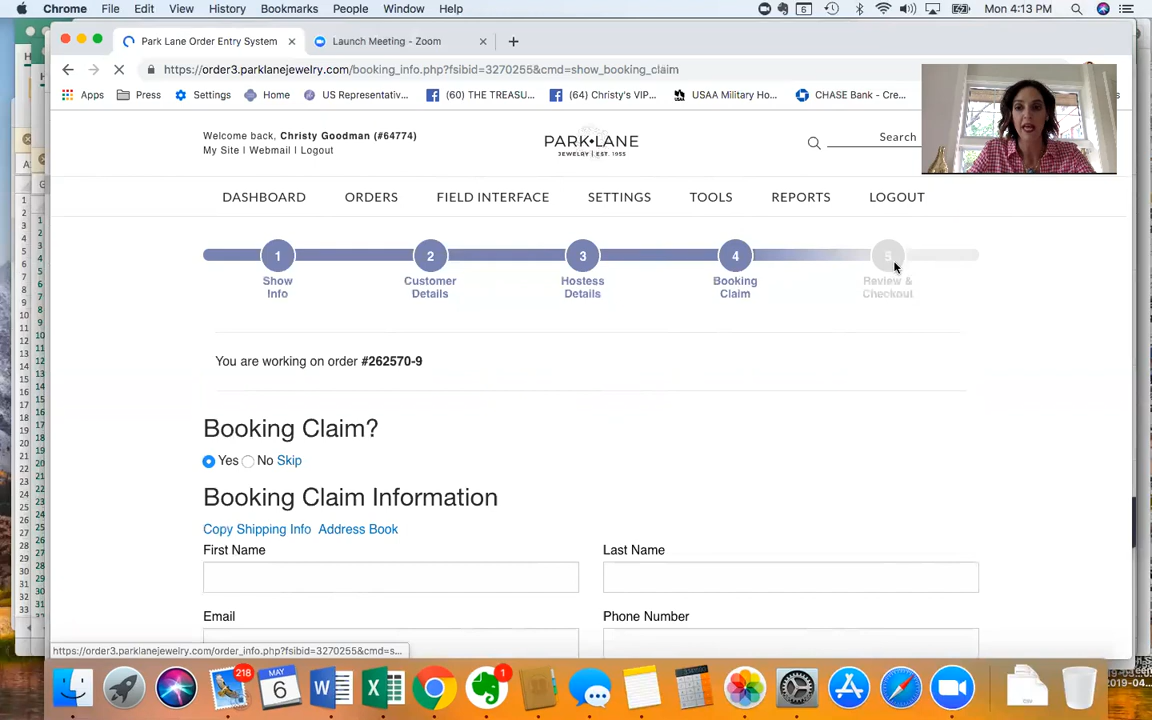 Chrome File Edit View History Bookmarks People Window Help 6 Mon 4:13 PM
Park Lane Order Entry System Launch Meeting - Zoom
https://order3.parklanejewelry.com/booking_info.php?fsibid=3270255&cmd=show_booking_claim
Apps Press Settings Home US Representativ... (60) THE TREASU... (64) Christy's VIP... USAA Military Ho... CHASE Bank - Cre...
Welcome back, Christy Goodman (#64774)
My Site | Webmail | Logout
PARK LANE
JEWELRY | EST. 1955
Search
DASHBOARD ORDERS FIELD INTERFACE SETTINGS TOOLS REPORTS LOGOUT
1 2 3 4 5
Show Info
Customer Details
Hostess Details
Booking Claim
Review & Checkout
You are working on order #262570-9
Booking Claim?
Yes No Skip
Booking Claim Information
Copy Shipping Info Address Book
First Name Last Name
Email Phone Number
https://order3.parklanejewelry.com/order_info.php?fsibid=3270255&cmd=s...
218 MAY 6 1